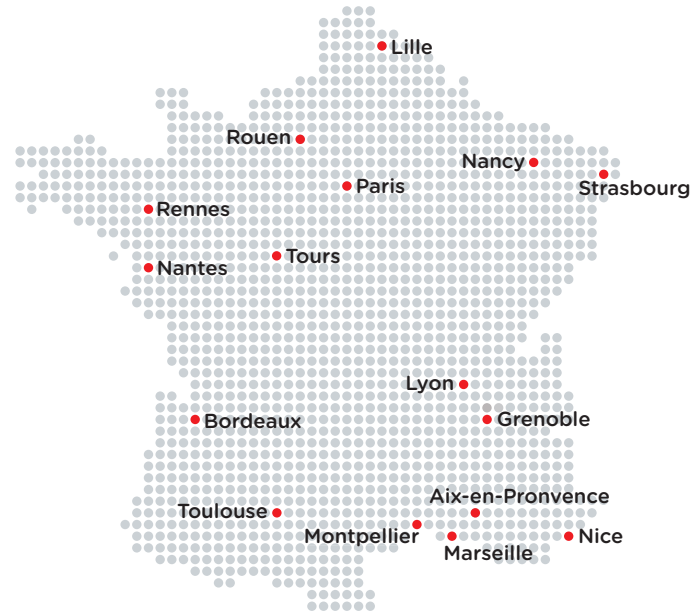 Lille
Rouen
Nancy
Paris
Strasbourg
Rennes
Tours
Nantes
Lyon
Bordeaux
Grenoble
Aix-en-Pronvence
Toulouse
Montpellier
Nice
Marseille